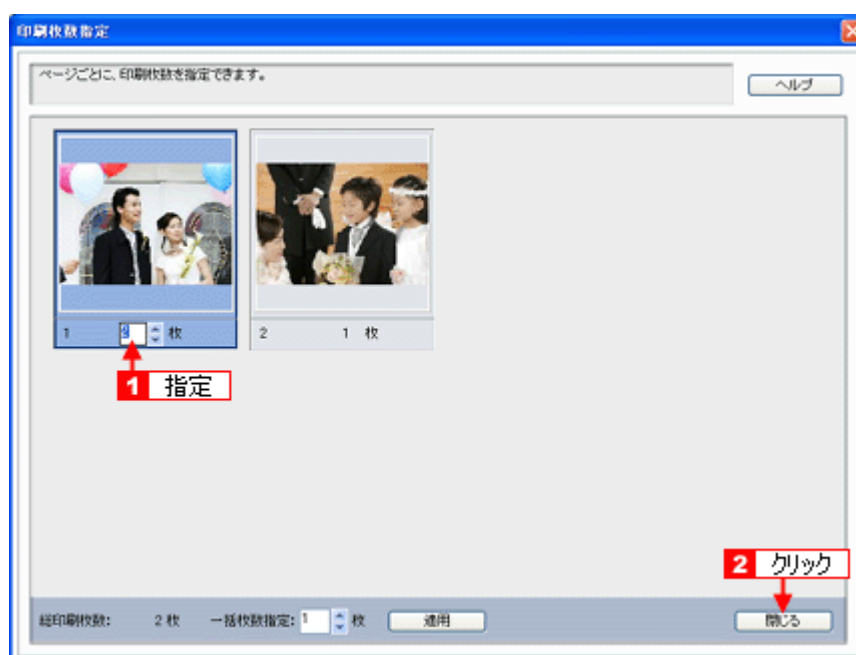 印刷枚数指定
ページごとに、印刷枚数を指定できます。
ヘルプ
1 枚
2 1 枚
1 指定
2 クリック
総印刷枚数: 2 枚 一括枚数指定: 1 枚 適用 閉じる